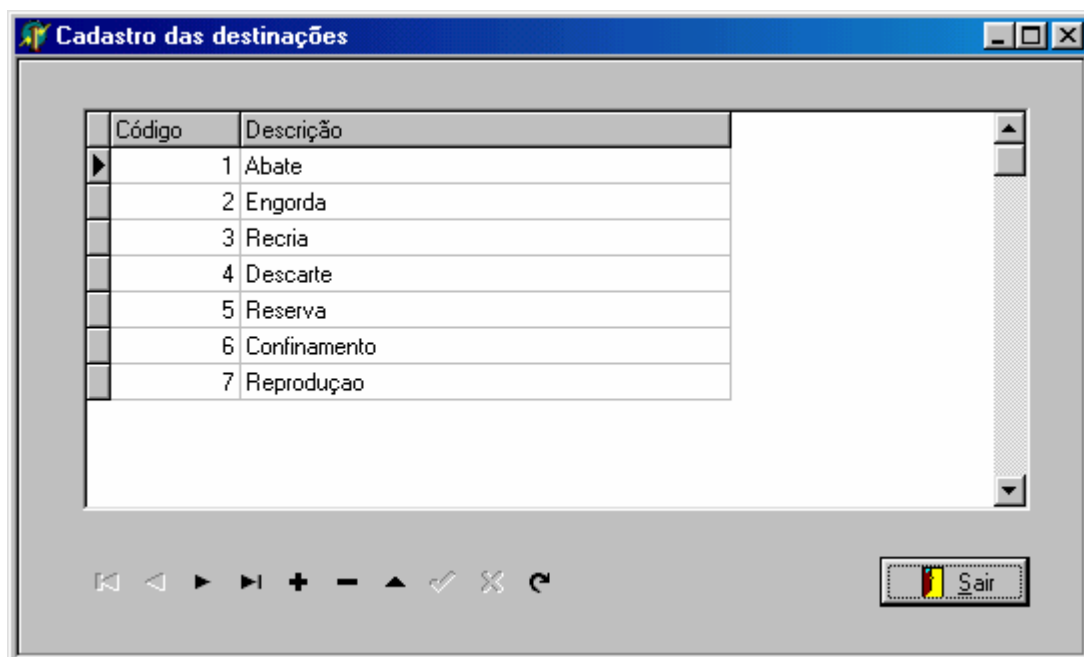 Cadastro das destinações
Código Descrição
1 Abate
2 Engorda
3 Recria
4 Descarte
5 Reserva
6 Confinamento
7 Reproduçao
Sair